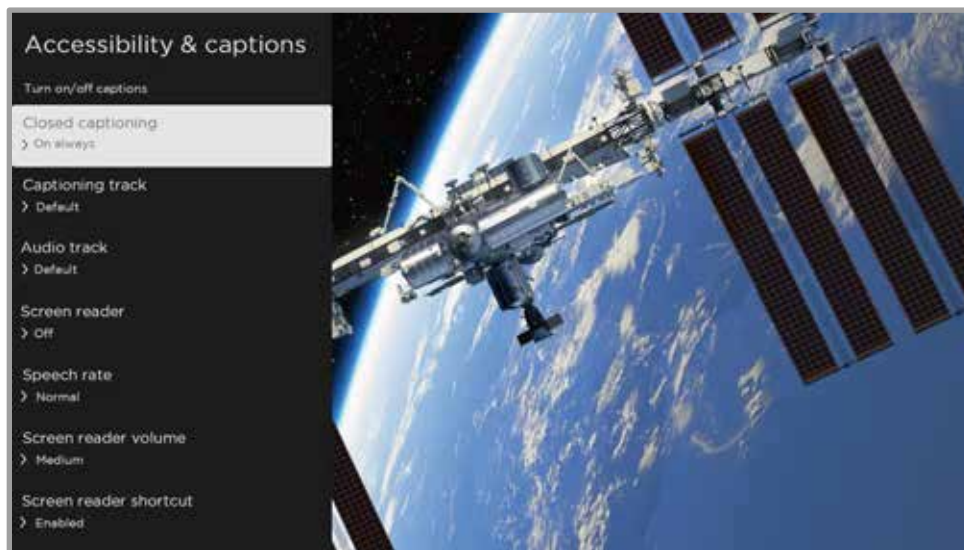 Accessibility & captions
Turn on/off captions
Closed captioning
> On always
Captioning track
> Default
Audio track
> Default
Screen reader
> Off
Speech rate
> Normal
Screen reader volume
> Medium
Screen reader shortcut
> Enabled